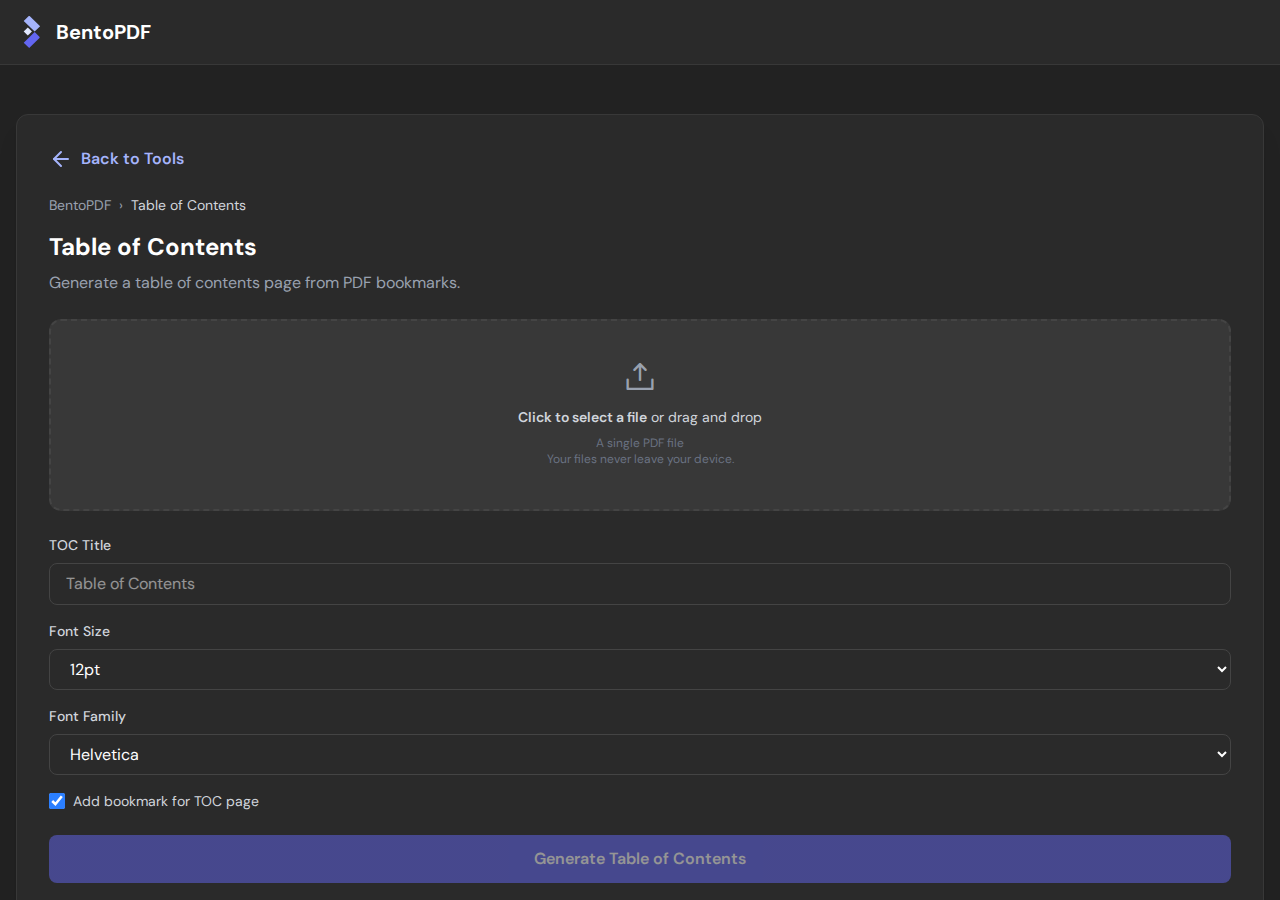 BentoPDF
Back to Tools
BentoPDF › Table of Contents
Table of Contents
Generate a table of contents page from PDF bookmarks.
Click to select a file or drag and drop
A single PDF file
Your files never leave your device.
TOC Title
Table of Contents
Font Size
12pt
Font Family
Helvetica
Add bookmark for TOC page
Generate Table of Contents